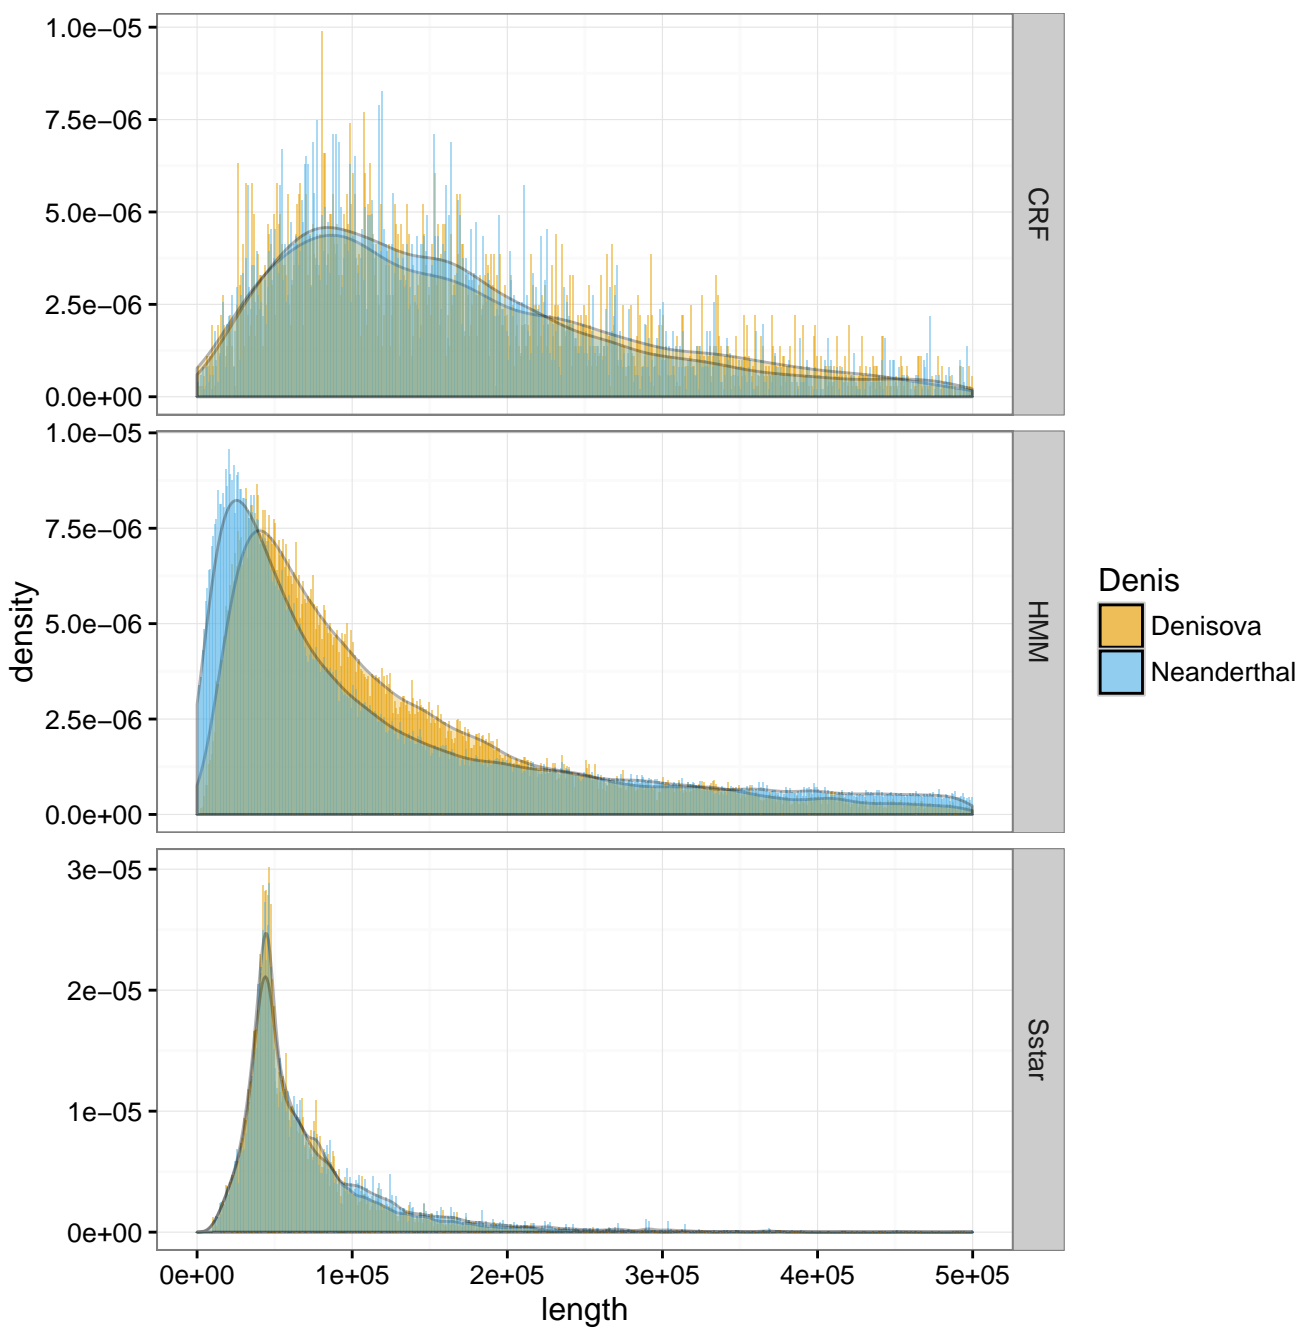 1.0e−05
7.5e−06
5.0e−06
2.5e−06
0.0e+00
CRF
1.0e−05
7.5e−06
5.0e−06
2.5e−06
0.0e+00
HMM
density
Denis
Denisova
Neanderthal
3e−05
2e−05
1e−05
0e+00
Sstar
0e+00 1e+05 2e+05 3e+05 4e+05 5e+05
length